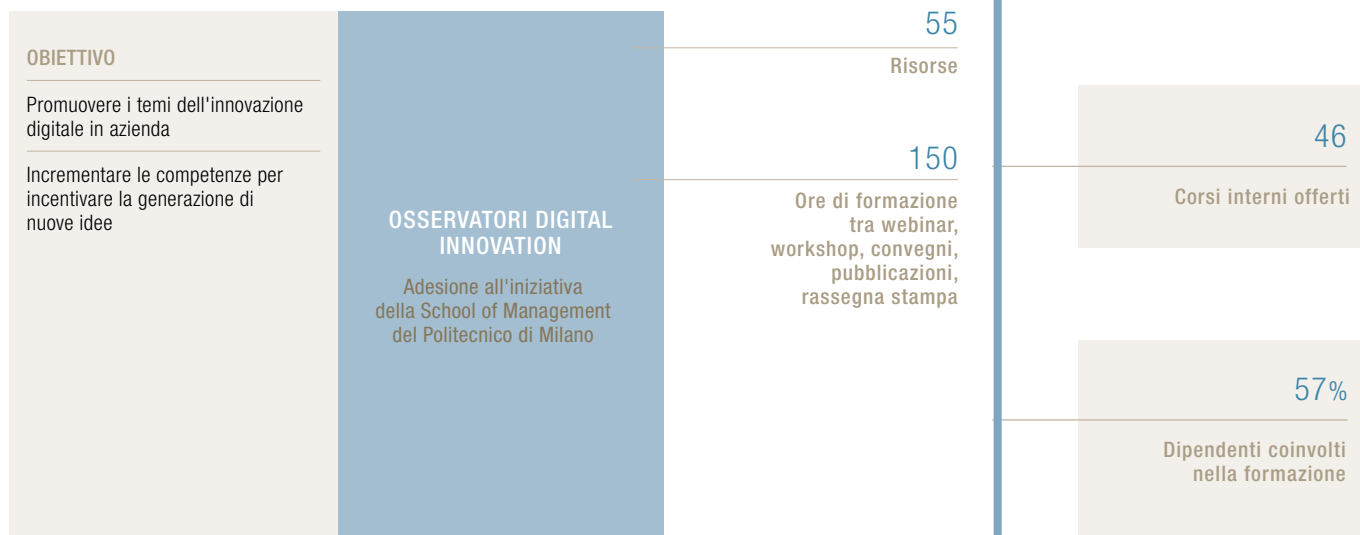 OBIETTIVO
Promuovere i temi dell'innovazione
digitale in azienda
Incrementare le competenze per
incentivare la generazione di
nuove idee
OSSERVATORI DIGITAL
INNOVATION
Adesione all'iniziativa
della School of Management
del Politecnico di Milano
55
Risorse
150
Ore di formazione
tra webinar,
workshop, convegni,
pubblicazioni,
rassegna stampa
46
Corsi interni offerti
57%
Dipendenti coinvolti
nella formazione